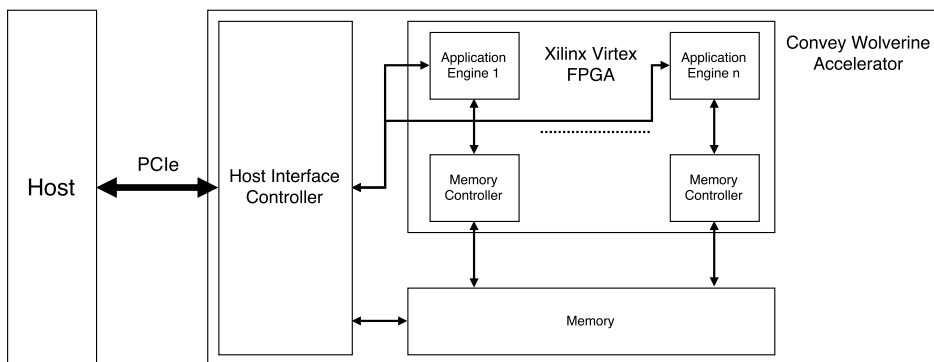 Host
PCIe
Host Interface
Controller
Application
Engine 1
Xilinx Virtex
FPGA
Application
Engine n
Convey Wolverine
Accelerator
Memory
Controller
Memory
Controller
Memory